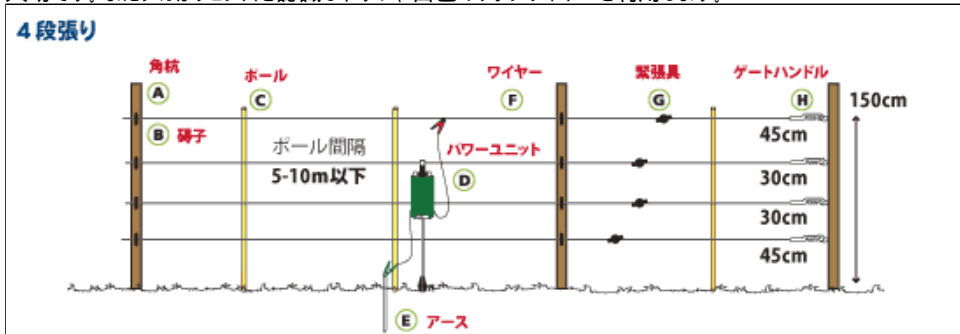 4段張り
角杭
A
B 碍子
ポール
C
ポール間隔
5-10m以下
パワーユニット
D
E アース
ワイヤー
F
緊張具
G
ゲートハンドル
H
150cm
45cm
30cm
30cm
45cm